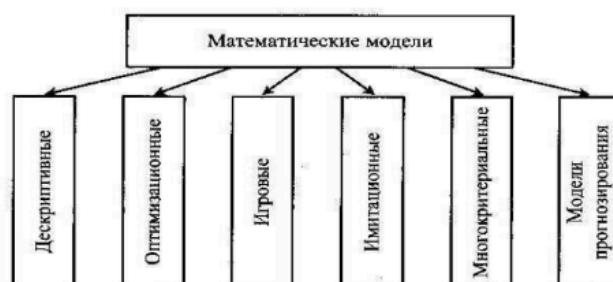 Математические модели
Дескриптивные
Оптимизационные
Игровые
Имитационные
Многокритериальные
Модели
прогнозирования